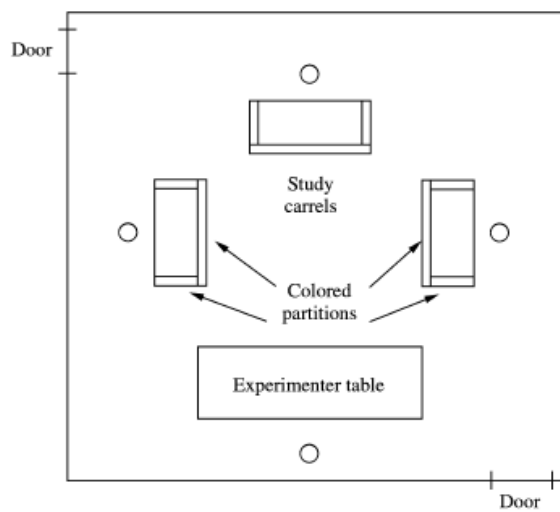 Door
Study
carrels
Colored
partitions
Experimenter table
Door